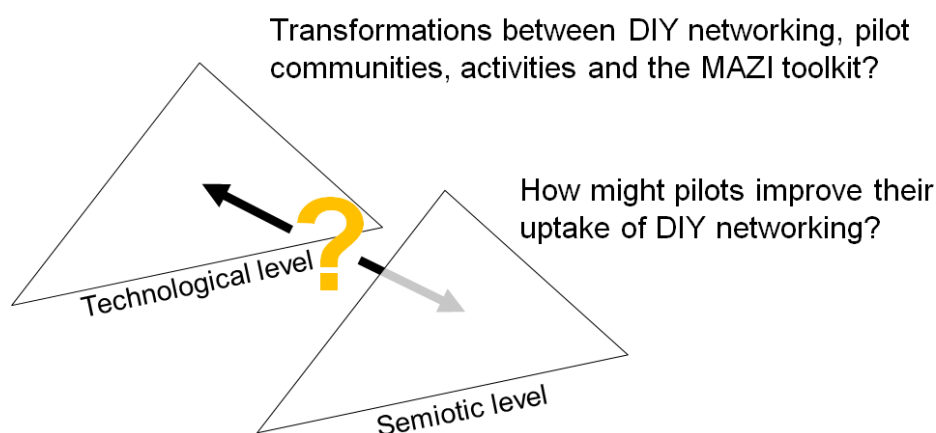 Transformations between DIY networking, pilot
communities, activities and the MAZI toolkit?
How might pilots improve their
uptake of DIY networking?
?
Technological level
Semiotic level